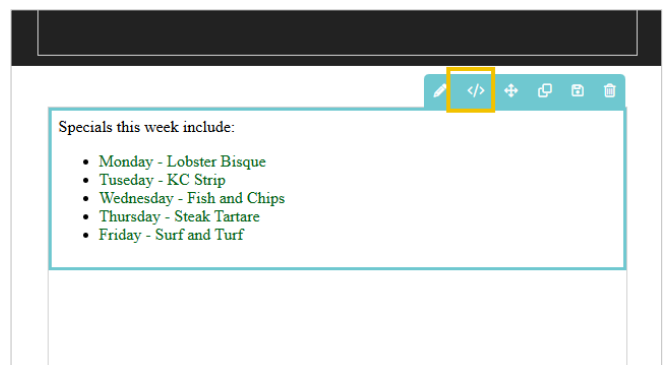 </>
Specials this week include:
• Monday - Lobster Bisque
• Tuseday - KC Strip
• Wednesday - Fish and Chips
• Thursday - Steak Tartare
• Friday - Surf and Turf